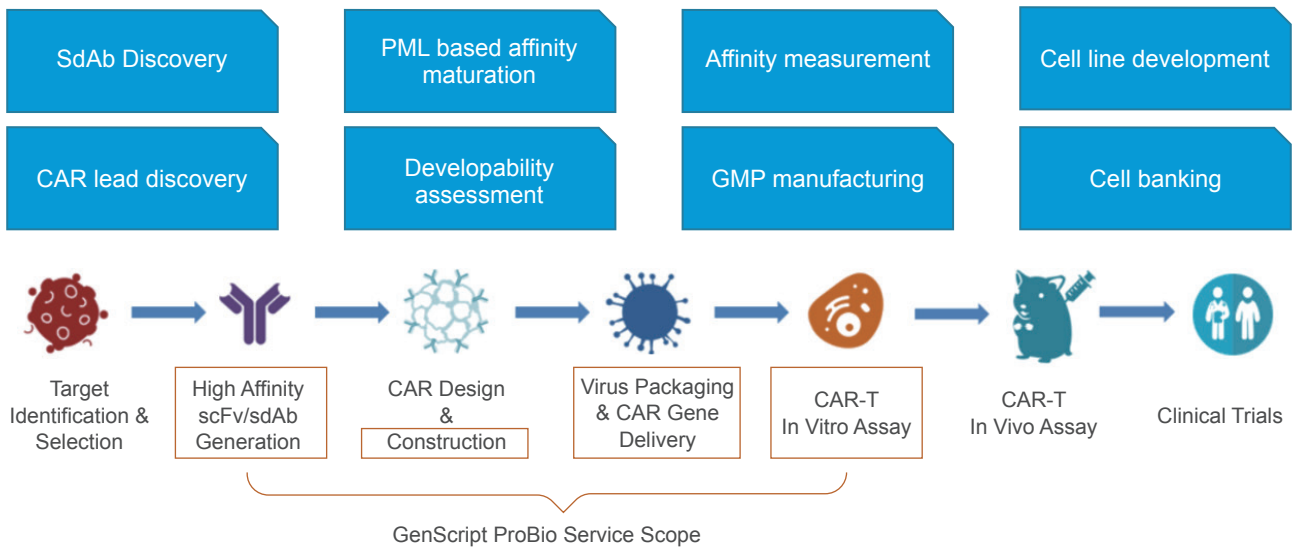 SdAb Discovery
PML based affinity
maturation
Affinity measurement
Cell line development
CAR lead discovery
Developability
assessment
GMP manufacturing
Cell banking
Target
Identification &
Selection
High Affinity
scFv/sdAb
Generation
CAR Design
&
Construction
Virus Packaging
& CAR Gene
Delivery
CAR-T
In Vitro Assay
CAR-T
In Vivo Assay
Clinical Trials
GenScript ProBio Service Scope